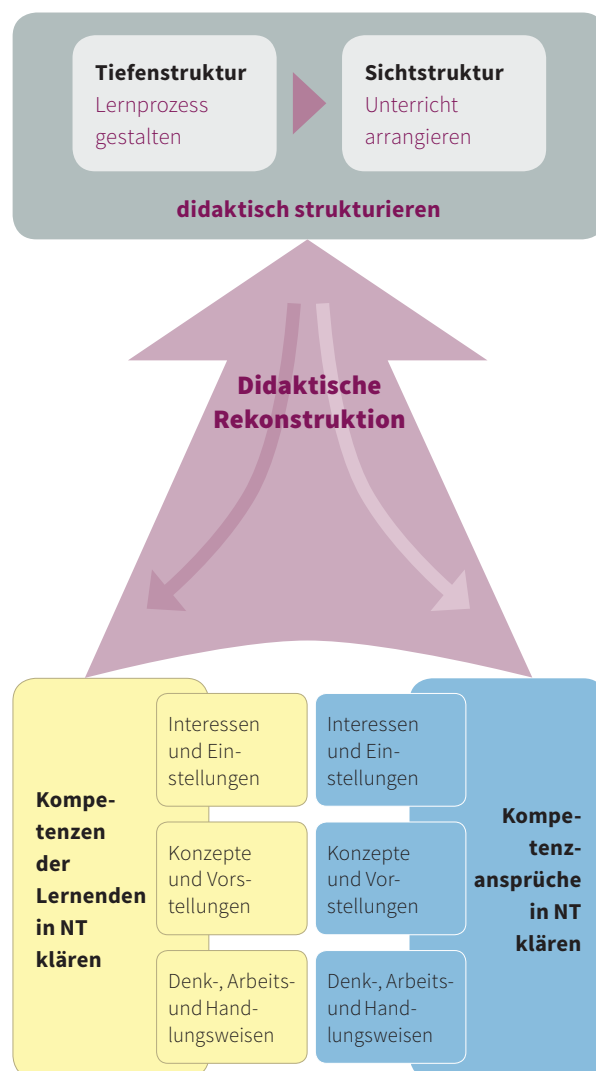 Tiefenstruktur
Lernprozess
gestalten
Sichtstruktur
Unterricht
arrangieren
didaktisch strukturieren
Didaktische
Rekonstruktion
Kompe-
tenzen
der
Lernenden
in NT
klären
Interessen
und Ein-
stellungen
Konzepte
und Vors-
tellungen
Denk-, Arbeits-
und Hand-
lungsweisen
Interessen
und Ein-
stellungen
Konzepte
und Vor-
stellungen
Denk-, Arbeits-
und Hand-
lungsweisen
Kompe-
tenz-
ansprüche
in NT
klären